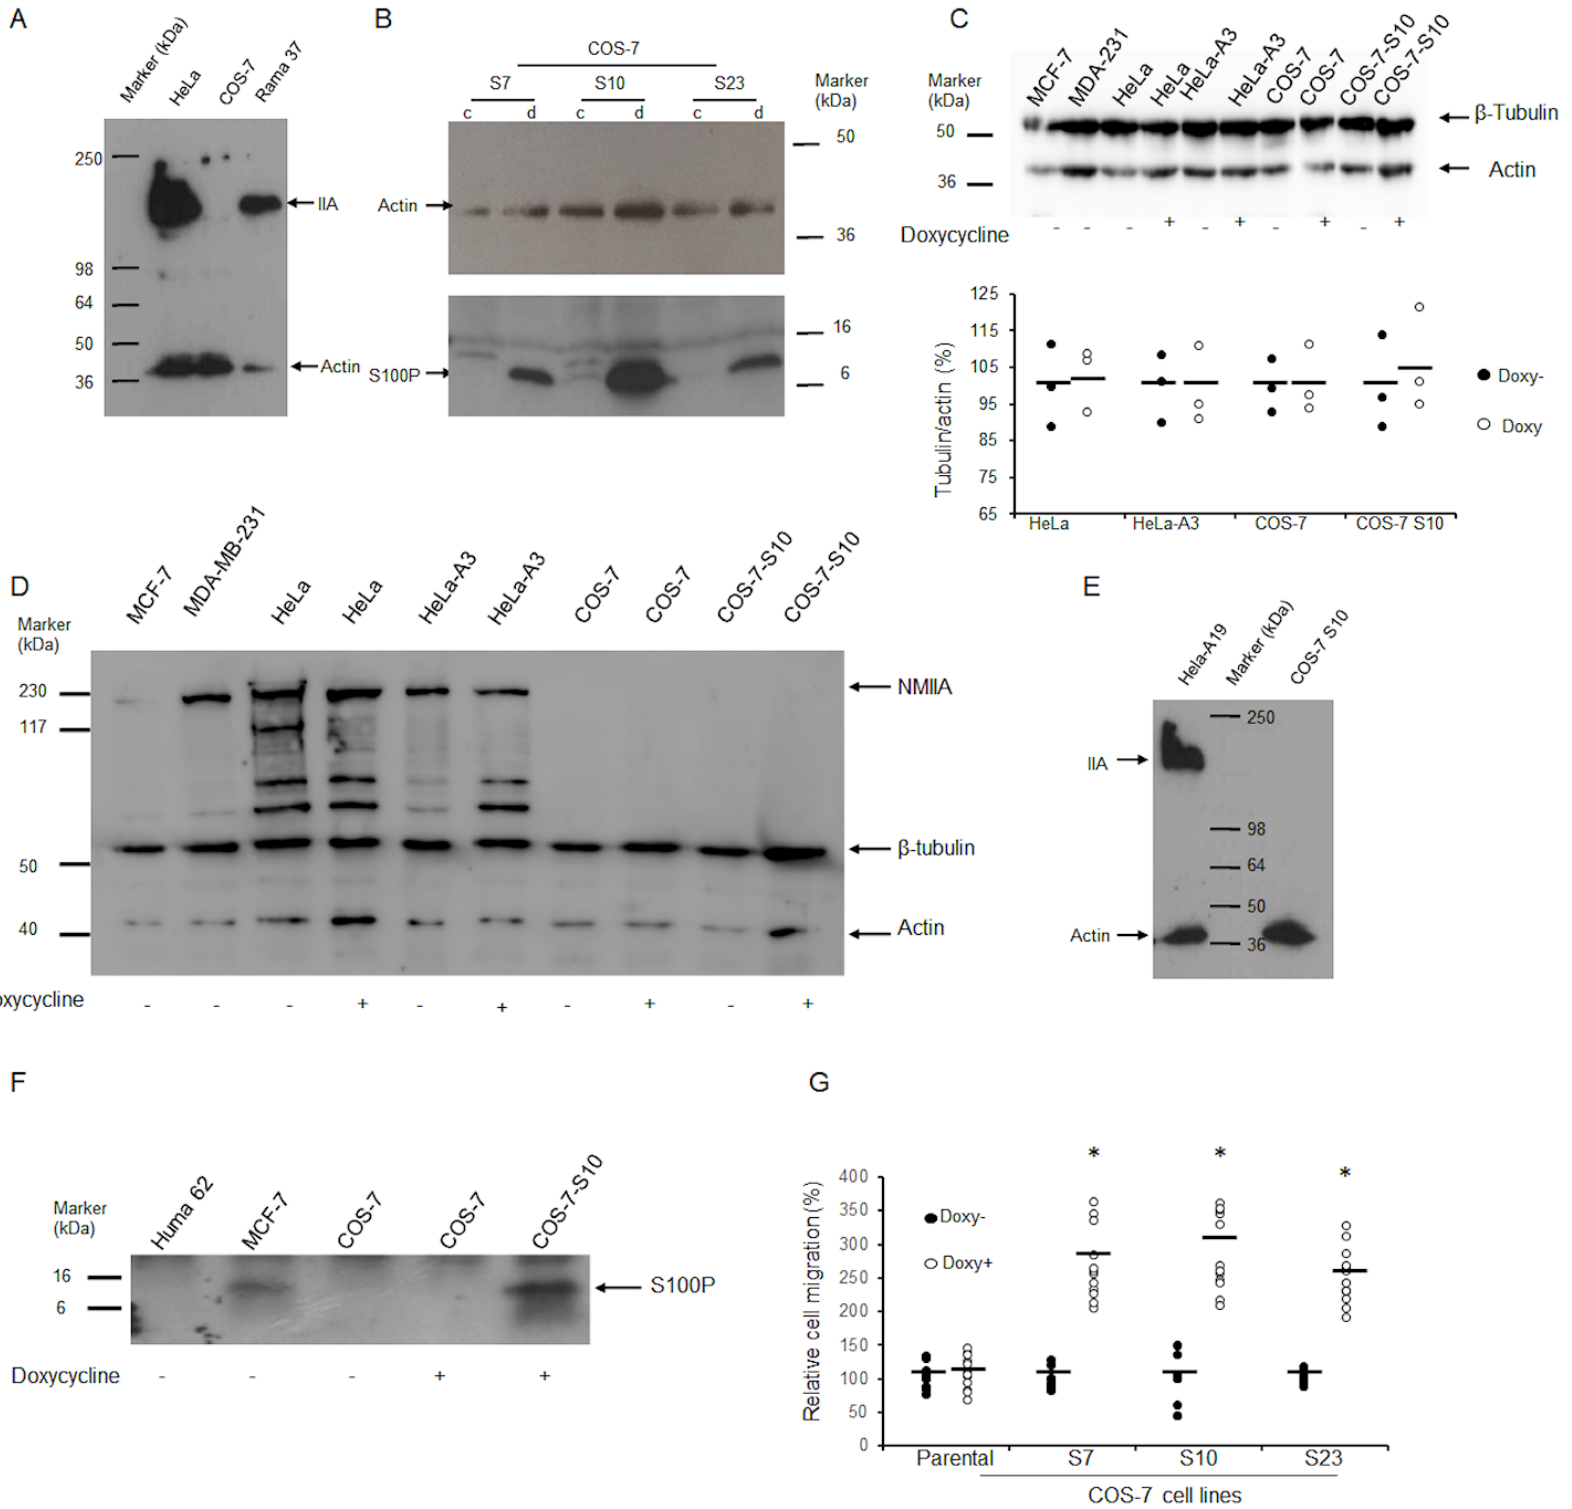 A
Marker (kDa)
HeLa
COS-7
Rama 37
250
98
64
50
36
IIA
Actin
B
COS-7
S7
S10
S23
c
d
c
d
c
d
Marker
(kDa)
50
36
16
6
Actin
S100P
C
MCF-7
MDA-231
HeLa
HeLa
HeLa-A3
HeLa-A3
COS-7
COS-7
COS-7-S10
COS-7-S10
Marker
(kDa)
50
36
β-Tubulin
Actin
Doxycycline
- - - + - + - + - +
Tubulin/actin (%)
125
115
105
95
85
75
65
HeLa
HeLa-A3
COS-7
COS-7 S10
Doxy-
Doxy
D
MCF-7
MDA-MB-231
HeLa
HeLa
HeLa-A3
HeLa-A3
COS-7
COS-7
COS-7-S10
COS-7-S10
Marker
(kDa)
230
117
50
40
NMIIA
β-tubulin
Actin
oxycycline
- - - + - + - + - +
E
Hela-A19
Marker (kDa)
COS-7 S10
250
98
64
50
36
IIA
Actin
F
Huma 62
MCF-7
COS-7
COS-7
COS-7-S10
Marker
(kDa)
16
6
S100P
Doxycycline
- - - + +
G
Relative cell migration (%)
400
350
300
250
200
150
100
50
0
Doxy-
Doxy+
*
*
*
Parental
S7
S10
S23
COS-7 cell lines